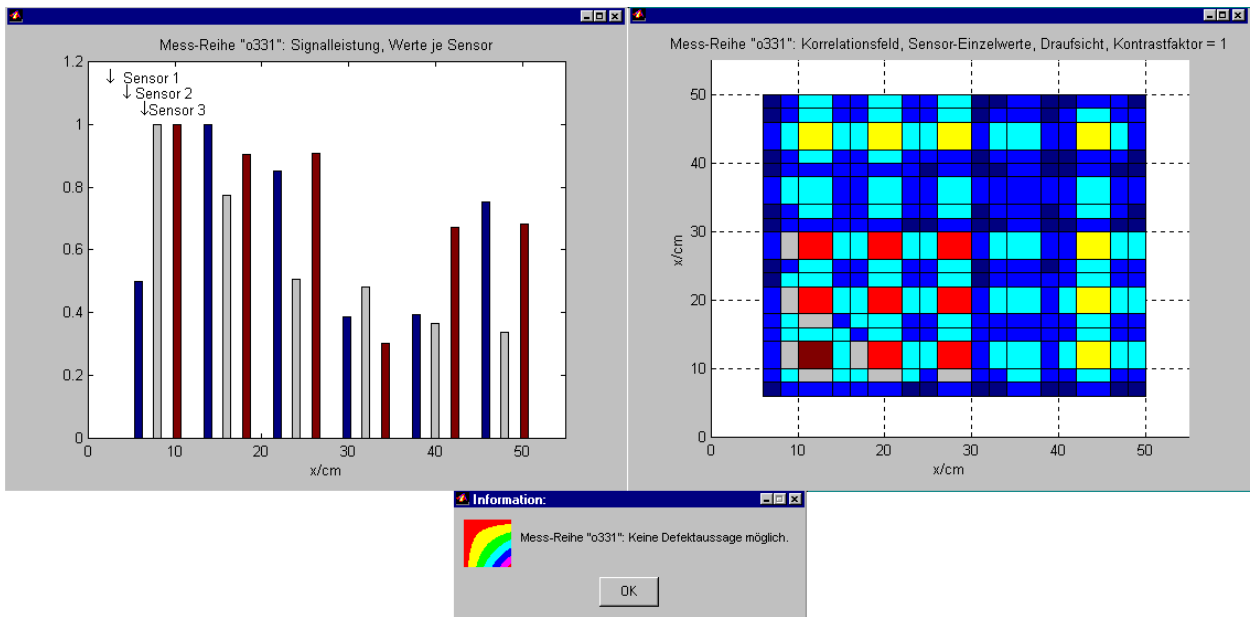 Mess-Reihe "o331": Signalleistung, Werte je Sensor
1.2
1
0.8
0.6
0.4
0.2
0
↓ Sensor 1
↓ Sensor 2
↓Sensor 3
0 10 20 30 40 50
x/cm
Mess-Reihe "o331": Korrelationsfeld, Sensor-Einzelwerte, Draufsicht, Kontrastfaktor = 1
50
40
30
20
10
0
x/cm
0 10 20 30 40 50
x/cm
Information:
Mess-Reihe "o331": Keine Defektaussage möglich.
OK